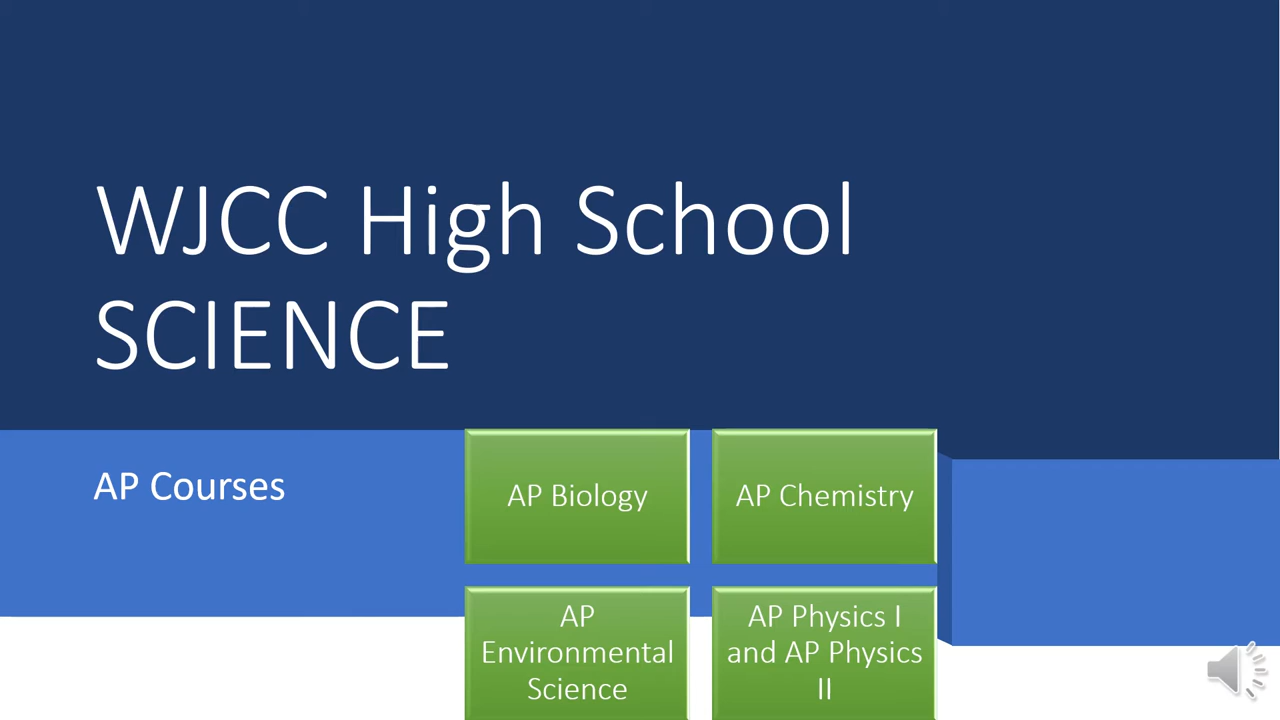 WJCC High School
SCIENCE
AP Courses
AP Biology
AP Chemistry
AP
Environmental
Science
AP Physics I
and AP Physics
II